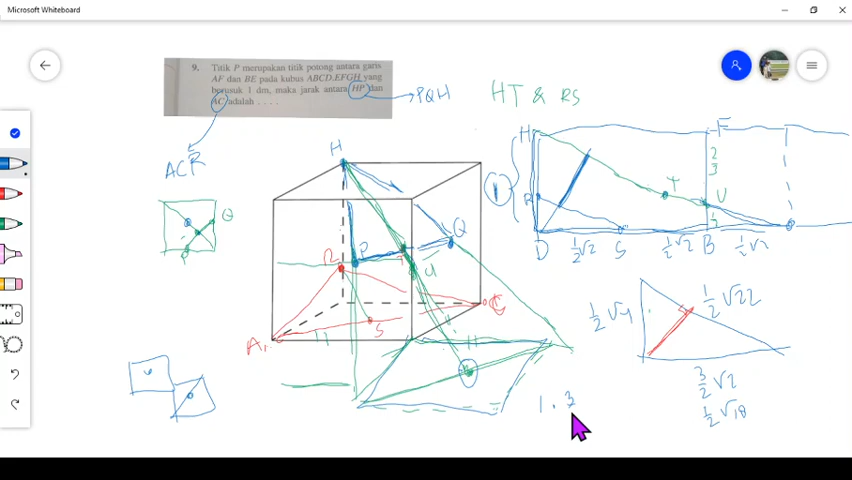 Microsoft Whiteboard
9. Titik P merupakan titik potong antara garis
AF dan BE pada kubus ABCD.EFGH yang
berusuk 1 dm, maka jarak antara HP dan
AC adalah . . . .
PQH
HT & RS
ACR
Q
P
H
R
P
Q
T
U
A
S
C
H
F
1
R
T
U
2/3
1/3
D
1/2 √2
S
1/2 √2
B
1/2 √2
1/2 √4
1/2 √22
3/2 √2
1/2 √18
1 . 3